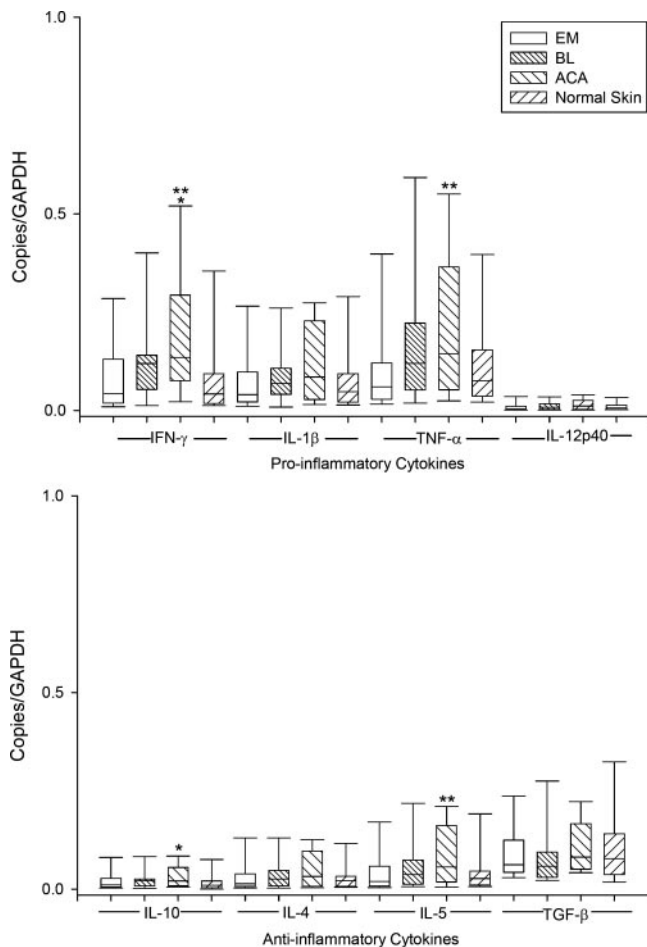 1.0
EM
BL
ACA
Normal Skin
Copies/GAPDH
**
*
**
0.5
0.0
IFN-γ IL-1β TNF-α IL-12p40
Pro-inflammatory Cytokines
1.0
Copies/GAPDH
0.5
*
**
0.0
IL-10 IL-4 IL-5 TGF-β
Anti-inflammatory Cytokines